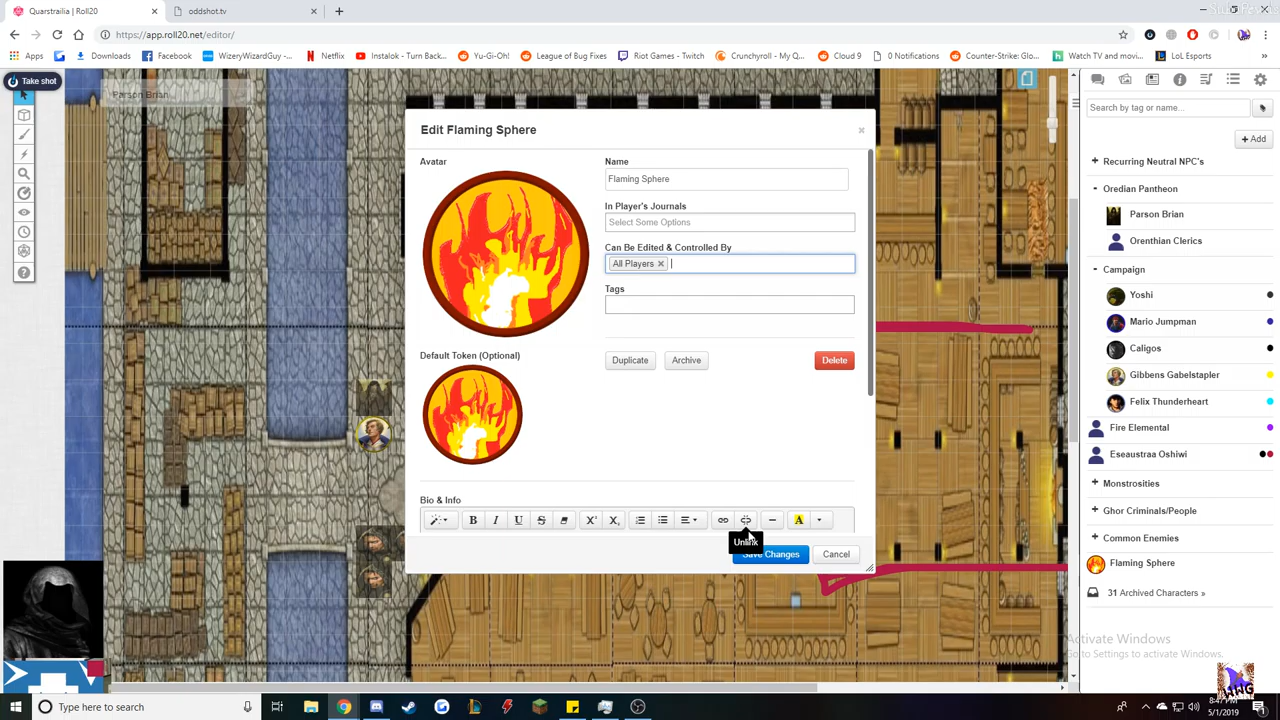 Quarstrailia | Roll20
oddshot.tv
https://app.roll20.net/editor/
Apps
Facebook
WizeryWizardGuy - ...
Netflix
Instalok - Turn Back...
Yu-Gi-Oh!
League of Bug Fixes
Riot Games - Twitch
Crunchyroll - My Q...
Cloud 9
0 Notifications
Counter-Strike: Glo...
Watch TV and movi...
LoL Esports
Take shot
Parson Brian
Edit Flaming Sphere
Avatar
Name
Flaming Sphere
In Player's Journals
Select Some Options
Can Be Edited & Controlled By
All Players
Tags
Default Token (Optional)
Duplicate
Archive
Delete
Bio & Info
Unlink
Save Changes
Cancel
Search by tag or name...
+ Add
Recurring Neutral NPC's
Oredian Pantheon
Parson Brian
Orenthian Clerics
Campaign
Yoshi
Mario Jumpman
Caligos
Gibbens Gabelstapler
Felix Thunderheart
Fire Elemental
Eseaustraa Oshiwi
Monstrosities
Ghor Criminals/People
Common Enemies
Flaming Sphere
31 Archived Characters »
Activate Windows
Go to Settings to activate Windows.
Type here to search
8:47 PM
5/1/2019